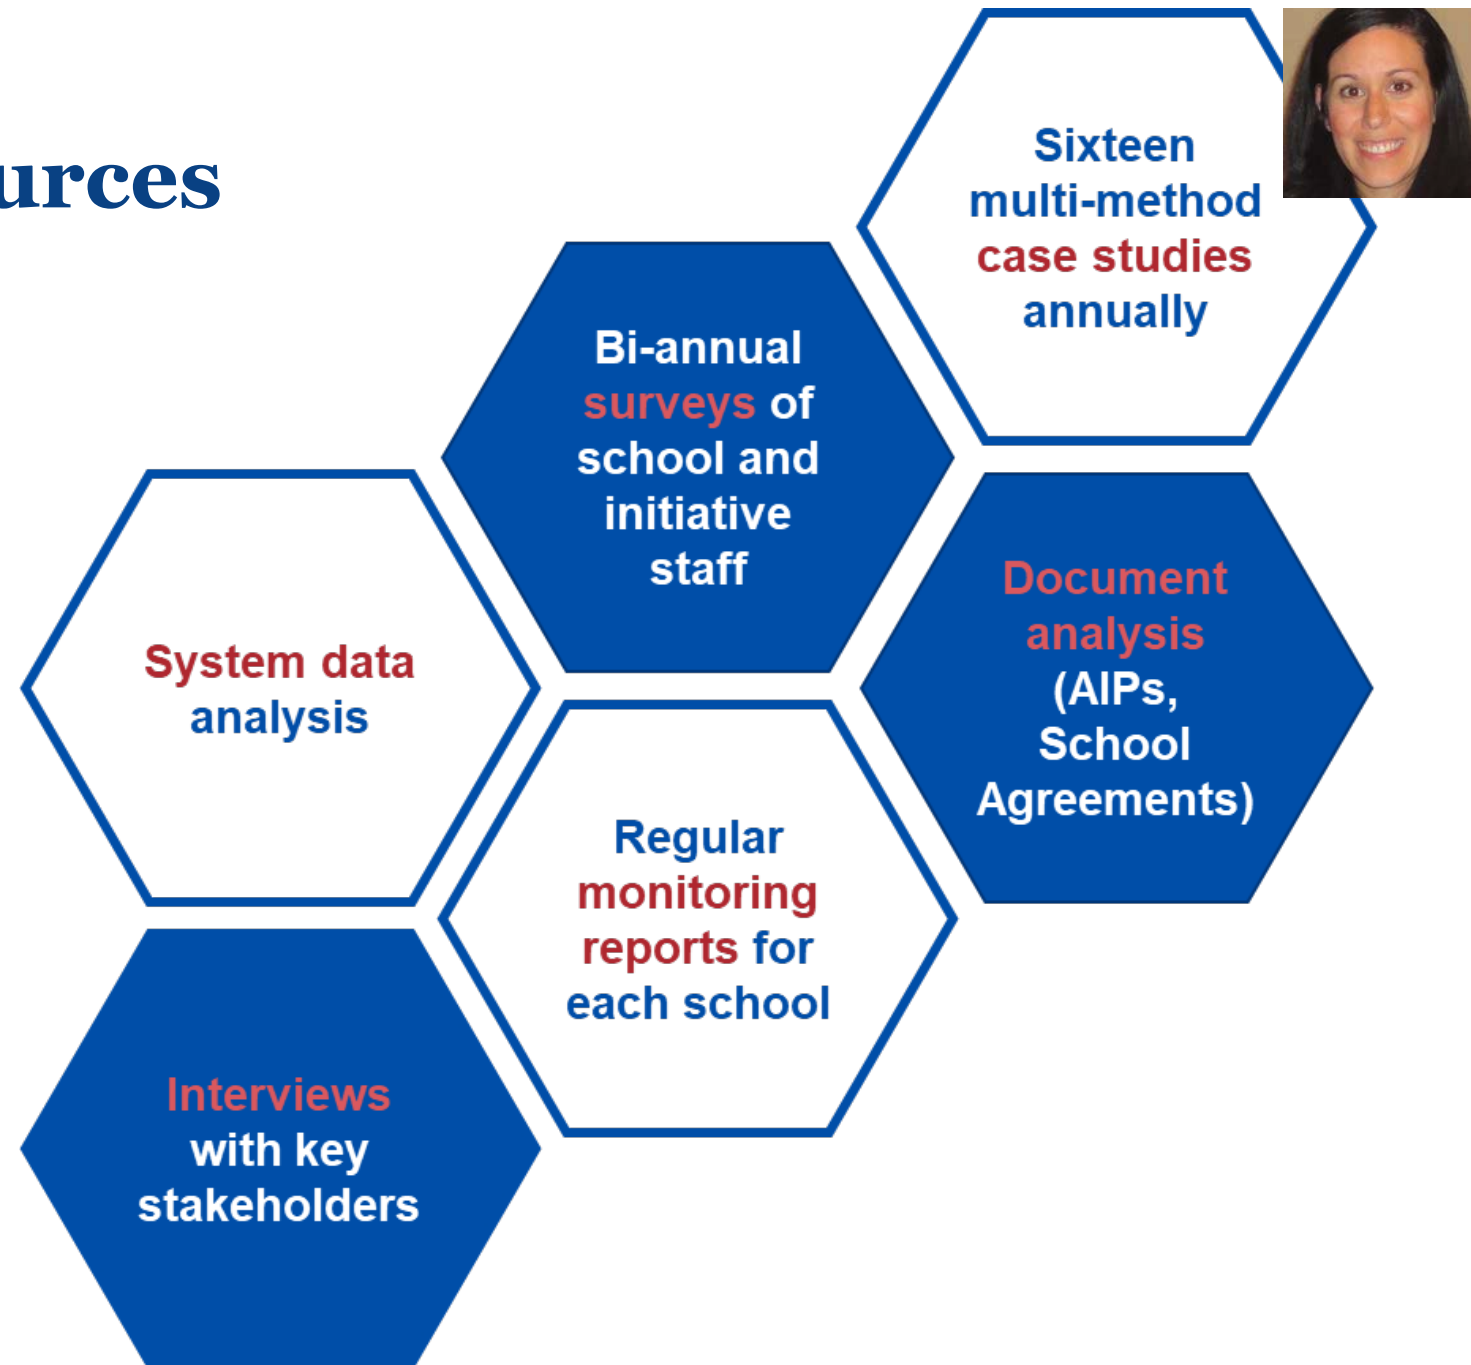 urces
Sixteen
multi-method
case studies
annually
Bi-annual
surveys of
school and
initiative
staff
Document
analysis
(AIPs,
School
Agreements)
System data
analysis
Regular
monitoring
reports for
each school
Interviews
with key
stakeholders